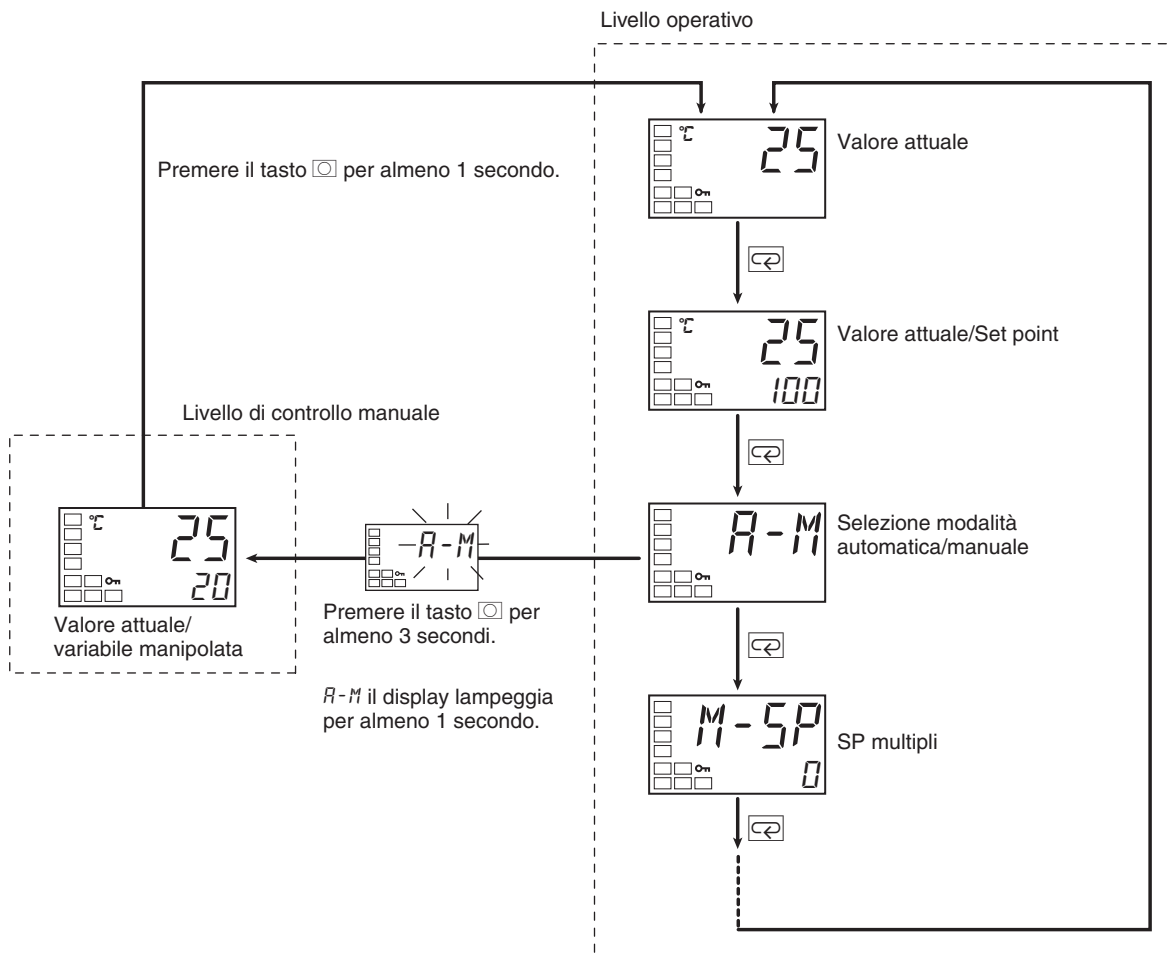 Livello operativo
°C 25
Valore attuale
Premere il tasto per almeno 1 secondo.
°C 25
100
Valore attuale/Set point
Livello di controllo manuale
°C 25
20
Valore attuale/
variabile manipolata
A-M
Premere il tasto per
almeno 3 secondi.
A-M il display lampeggia
per almeno 1 secondo.
A-M
Selezione modalità
automatica/manuale
M-SP
0
SP multipli